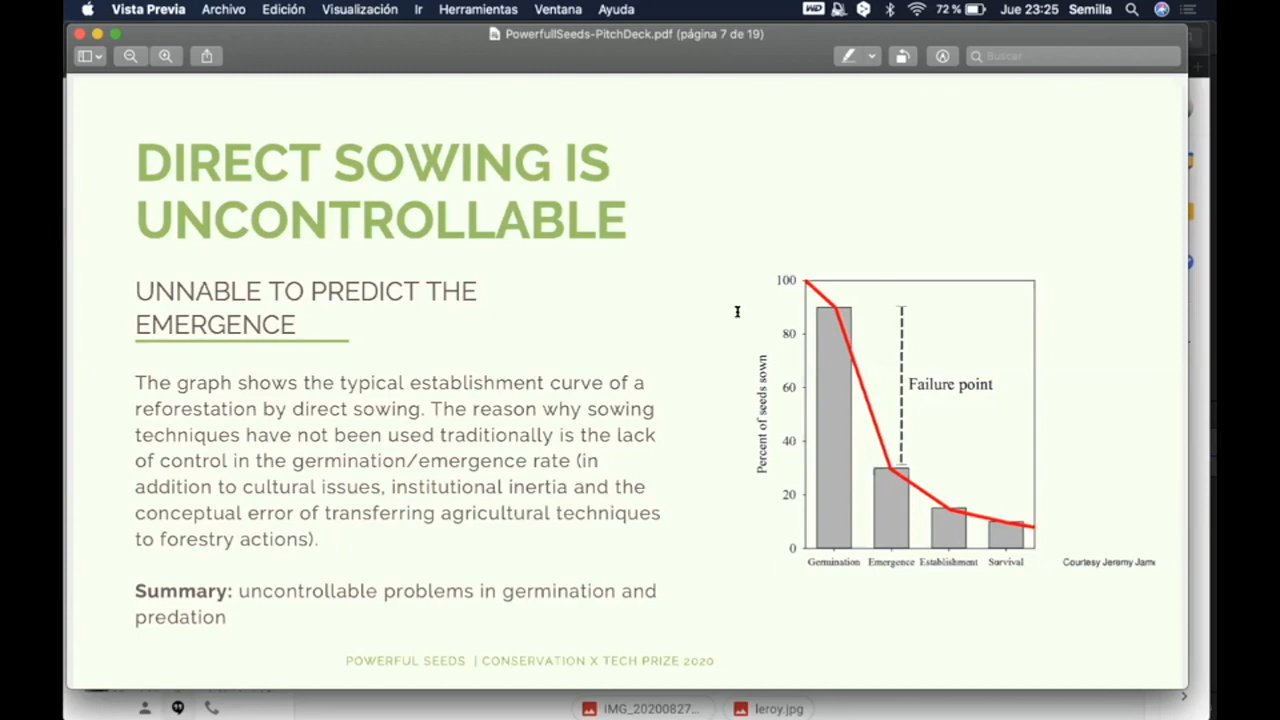 Vista Previa Archivo Edición Visualización Ir Herramientas Ventana Ayuda
72 % Jue 23:25 Semilla
PowerfullSeeds-PitchDeck.pdf (página 7 de 19)
Buscar
DIRECT SOWING IS
UNCONTROLLABLE
UNNABLE TO PREDICT THE
EMERGENCE
The graph shows the typical establishment curve of a
reforestation by direct sowing. The reason why sowing
techniques have not been used traditionally is the lack
of control in the germination/emergence rate (in
addition to cultural issues, institutional inertia and the
conceptual error of transferring agricultural techniques
to forestry actions).
Summary: uncontrollable problems in germination and
predation
100
80
60
40
20
0
Percent of seeds sown
Failure point
Germination Emergence Establishment Survival
Courtesy Jeremy Jame
POWERFUL SEEDS | CONSERVATION X TECH PRIZE 2020
IMG_20200827... leroy.jpg